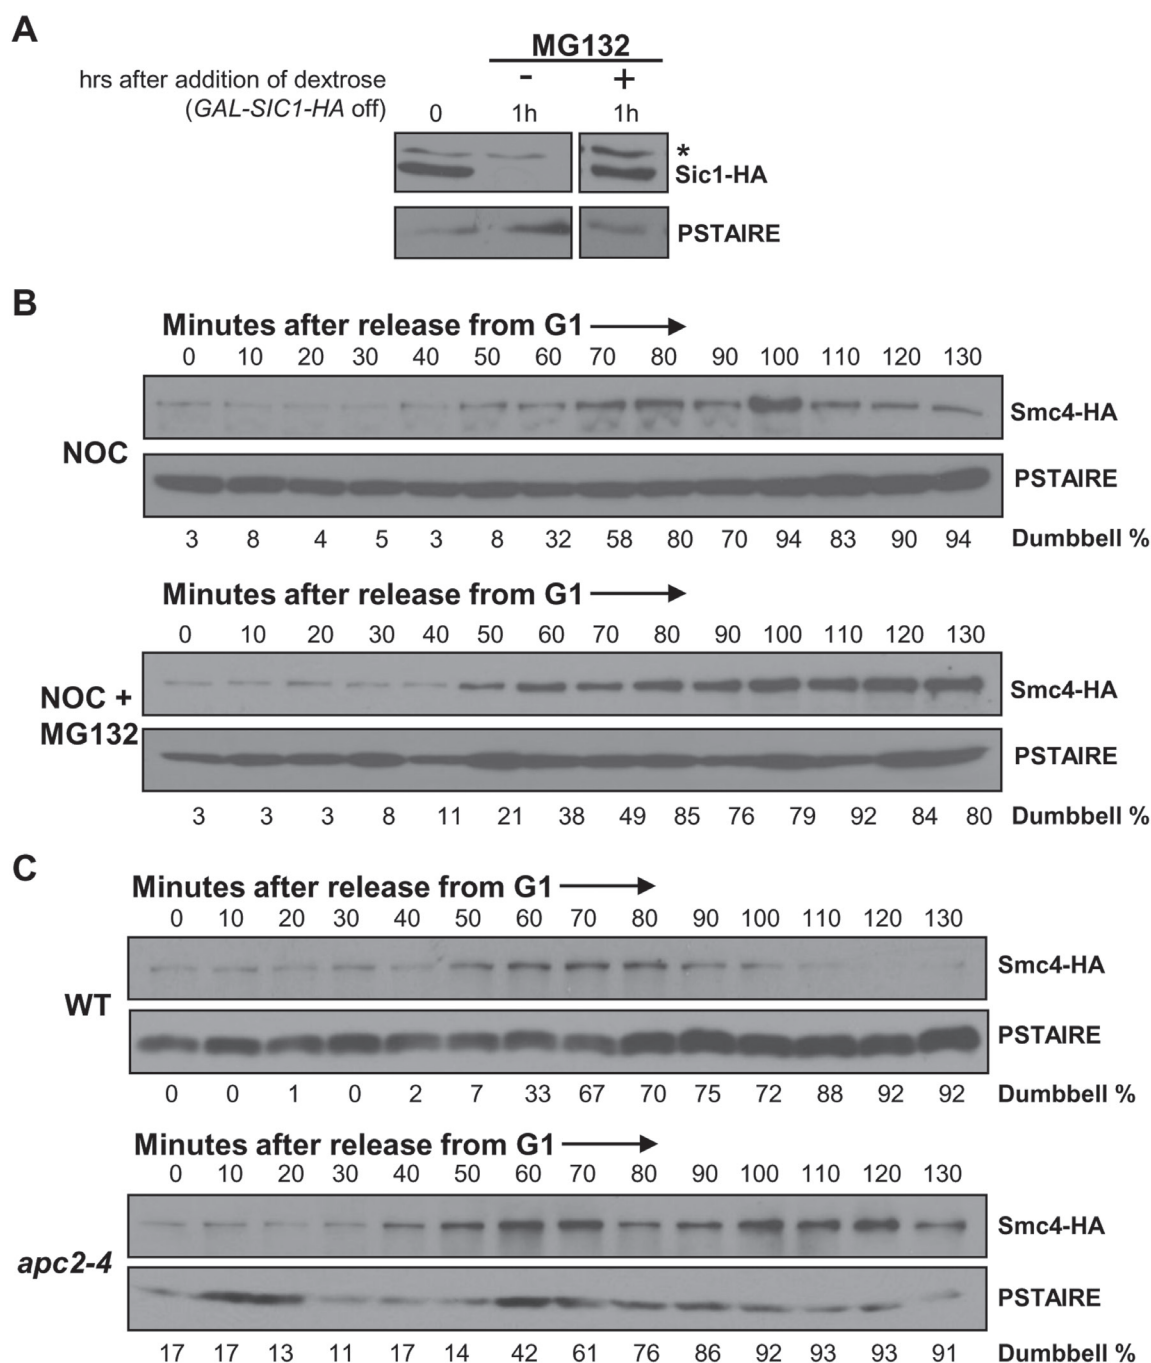 A
MG132
hrs after addition of dextrose - +
(GAL-SIC1-HA off) 0 1h 1h
*
Sic1-HA
PSTAIRE
B
Minutes after release from G1
0 10 20 30 40 50 60 70 80 90 100 110 120 130
Smc4-HA
NOC
PSTAIRE
3 8 4 5 3 8 32 58 80 70 94 83 90 94 Dumbbell %
Minutes after release from G1
0 10 20 30 40 50 60 70 80 90 100 110 120 130
Smc4-HA
NOC +
MG132
PSTAIRE
3 3 3 8 11 21 38 49 85 76 79 92 84 80 Dumbbell %
C
Minutes after release from G1
0 10 20 30 40 50 60 70 80 90 100 110 120 130
Smc4-HA
WT
PSTAIRE
0 0 1 0 2 7 33 67 70 75 72 88 92 92 Dumbbell %
Minutes after release from G1
0 10 20 30 40 50 60 70 80 90 100 110 120 130
Smc4-HA
apc2-4
PSTAIRE
17 17 13 11 17 14 42 61 76 86 92 93 93 91 Dumbbell %